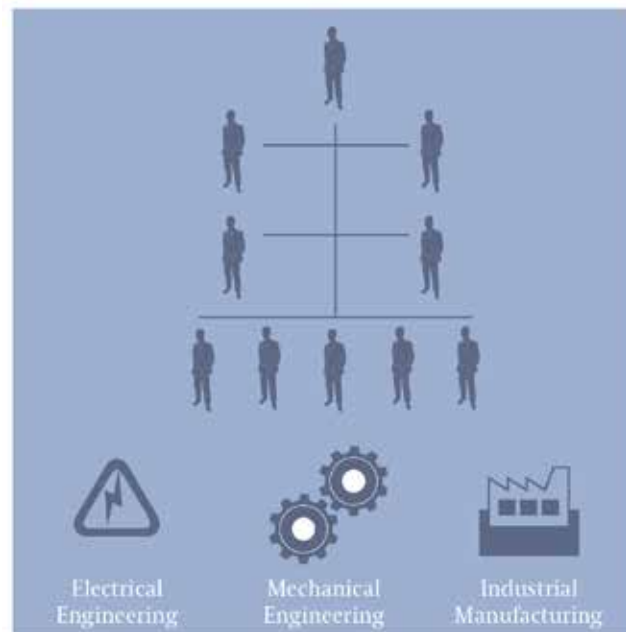 Electrical
Engineering
Mechanical
Engineering
Industrial
Manufacturing